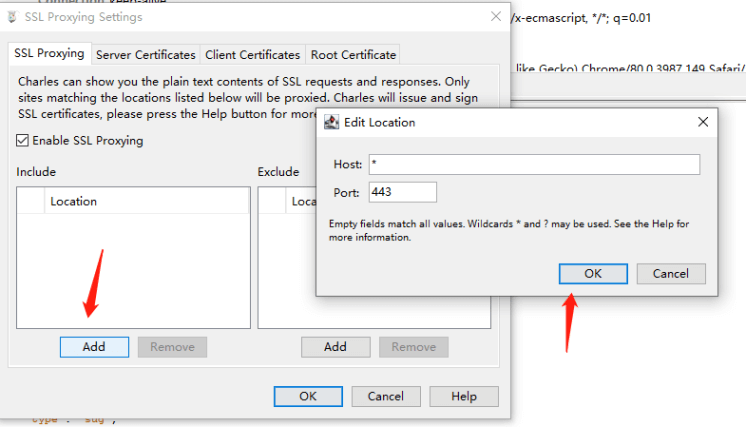 Connection keep-alive
SSL Proxying Settings
/x-ecmascript, */*; q=0.01
SSL Proxying Server Certificates Client Certificates Root Certificate
like Gecko) Chrome/80.0.3987.149 Safari/
Charles can show you the plain text contents of SSL requests and responses. Only
sites matching the locations listed below will be proxied. Charles will issue and sign
SSL certificates, please press the Help button for more
Enable SSL Proxying
Include
Exclude
Location
Loca
Add
Remove
Add
Remove
OK
Cancel
Help
Edit Location
Host: *
Port: 443
Empty fields match all values. Wildcards * and ? may be used. See the Help for
more information.
OK
Cancel
type : "sug",